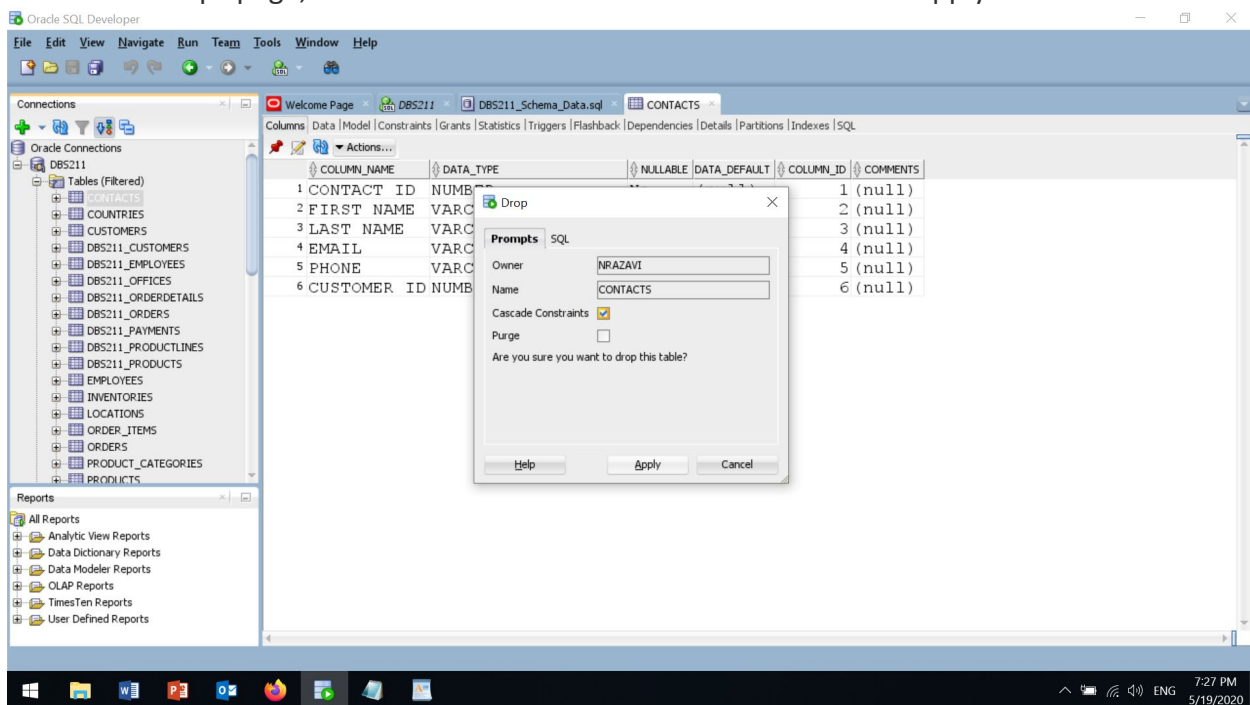 Oracle SQL Developer
File Edit View Navigate Run Team Tools Window Help
Connections
Oracle Connections
DBS211
Tables (Filtered)
CONTACTS
COUNTRIES
CUSTOMERS
DBS211_CUSTOMERS
DBS211_EMPLOYEES
DBS211_OFFICES
DBS211_ORDERDETAILS
DBS211_ORDERS
DBS211_PAYMENTS
DBS211_PRODUCTLINES
DBS211_PRODUCTS
EMPLOYEES
INVENTORIES
LOCATIONS
ORDER_ITEMS
ORDERS
PRODUCT_CATEGORIES
PRODUCTS
Reports
All Reports
Analytic View Reports
Data Dictionary Reports
Data Modeler Reports
OLAP Reports
TimesTen Reports
User Defined Reports
Welcome Page DBS211 DBS211_Schema_Data.sql CONTACTS
Columns Data Model Constraints Grants Statistics Triggers Flashback Dependencies Details Partitions Indexes SQL
Actions...
COLUMN_NAME DATA_TYPE NULLABLE DATA_DEFAULT COLUMN_ID COMMENTS
1 CONTACT ID 1 (null)
2 FIRST NAME VARC 2 (null)
3 LAST NAME VARC 3 (null)
4 EMAIL VARC 4 (null)
5 PHONE VARC 5 (null)
6 CUSTOMER ID NUMB 6 (null)
Drop
Prompts SQL
Owner NRAZAVI
Name CONTACTS
Cascade Constraints
Purge
Are you sure you want to drop this table?
Help Apply Cancel
ENG
7:27 PM
5/19/2020